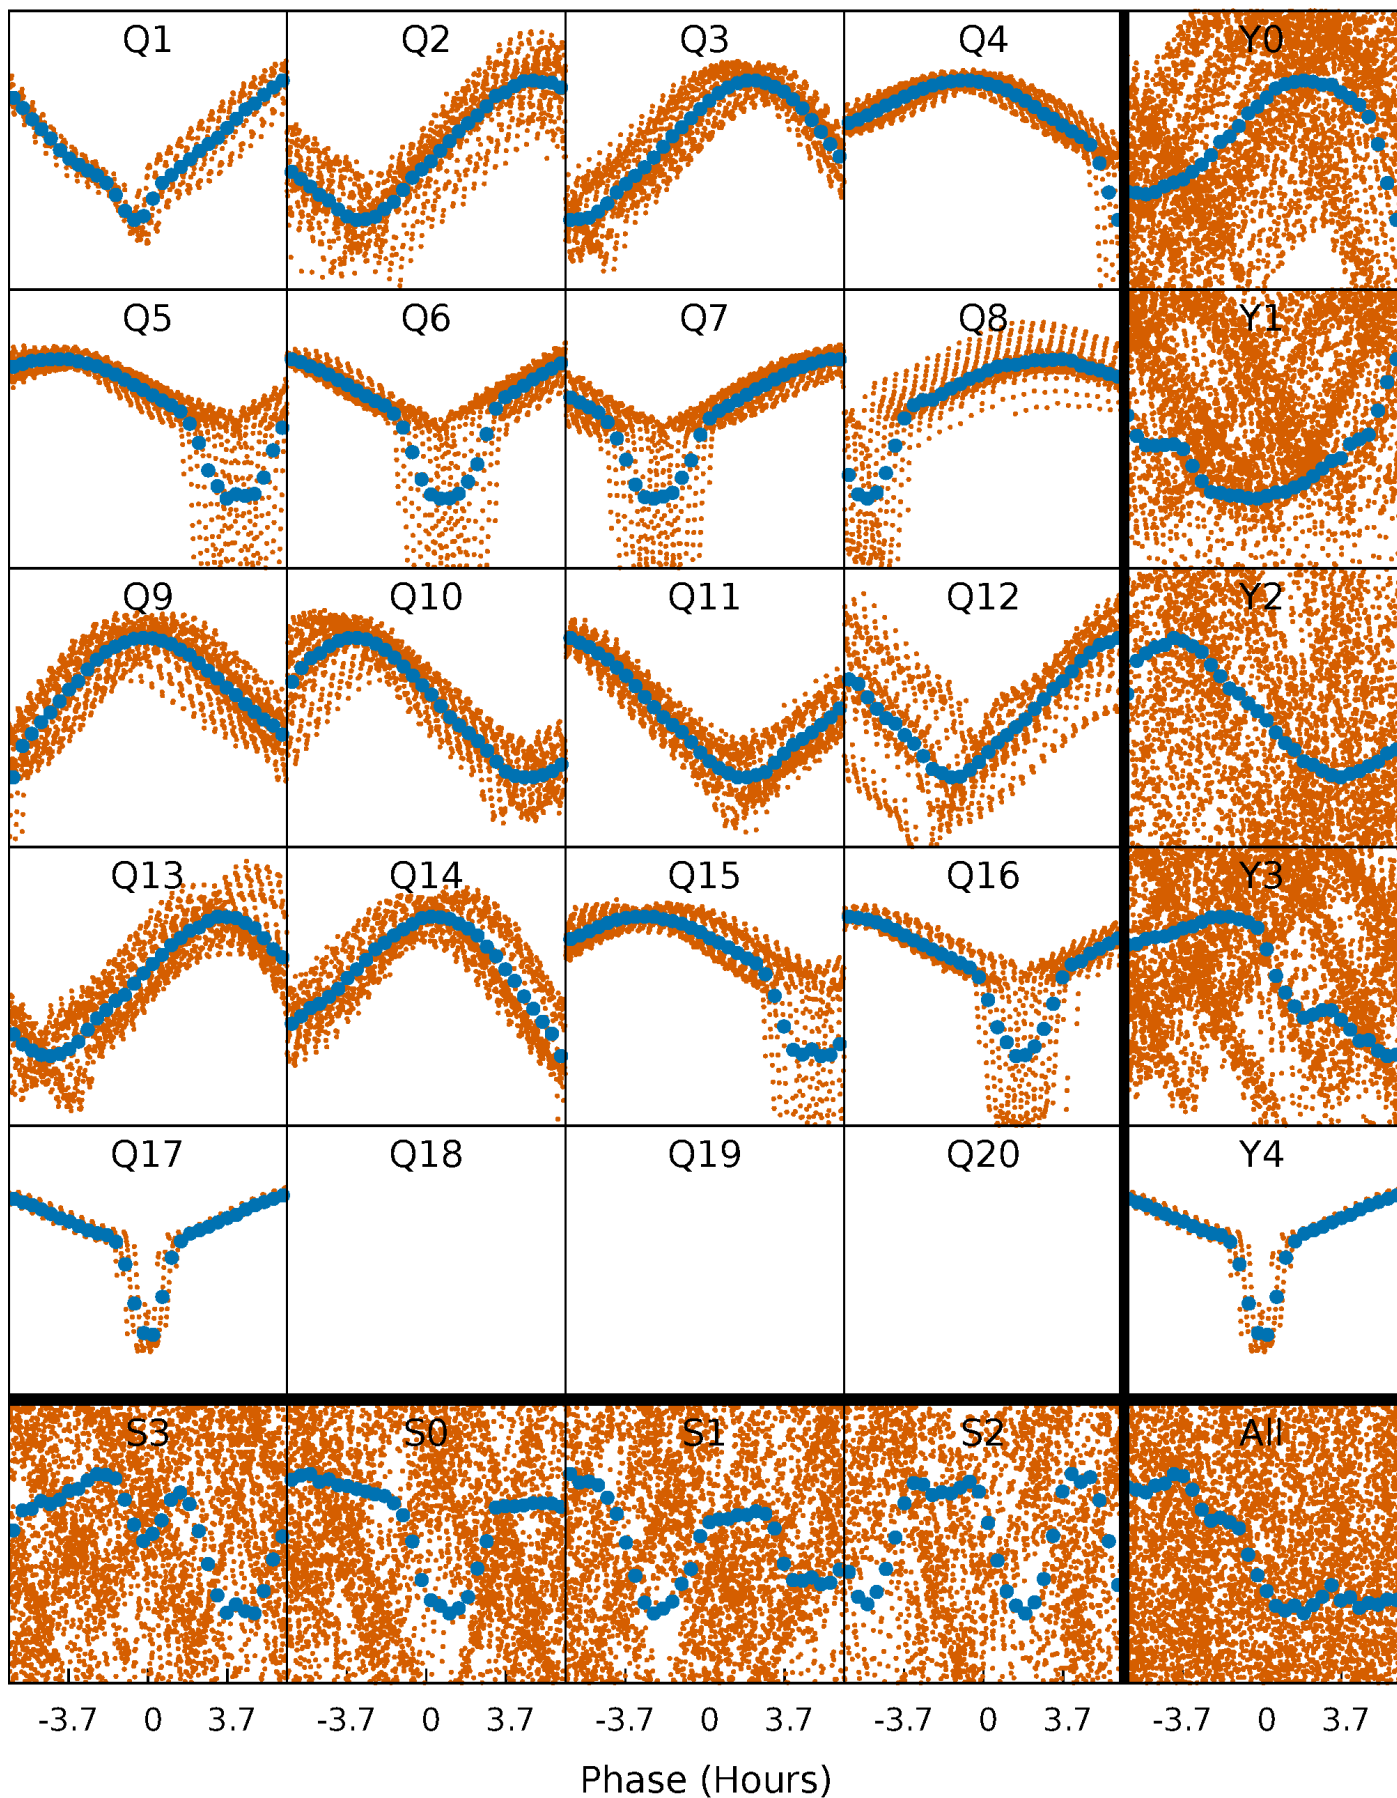 Q1 Q2 Q3 Q4 Y0
Q5 Q6 Q7 Q8 Y1
Q9 Q10 Q11 Q12 Y2
Q13 Q14 Q15 Q16 Y3
Q17 Q18 Q19 Q20 Y4
S3 S0 S1 S2 All
-3.7 0 3.7 -3.7 0 3.7 -3.7 0 3.7 -3.7 0 3.7 -3.7 0 3.7
Phase (Hours)